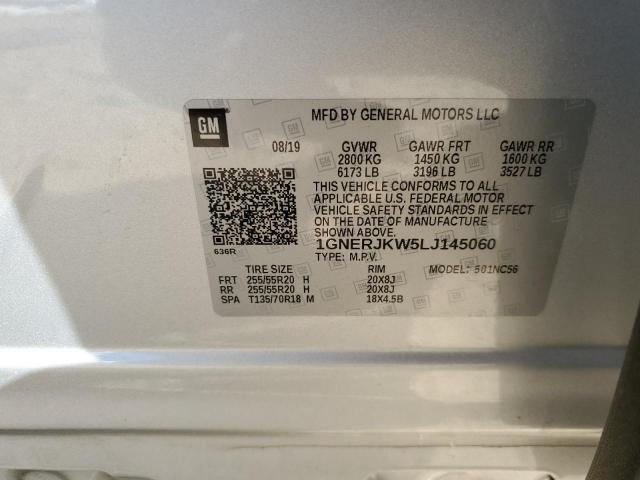 GM
MFD BY GENERAL MOTORS LLC
08/19 GVWR GAWR FRT GAWR RR
2800 KG 1450 KG 1600 KG
6173 LB 3196 LB 3527 LB
THIS VEHICLE CONFORMS TO ALL
APPLICABLE U.S. FEDERAL MOTOR
VEHICLE SAFETY STANDARDS IN EFFECT
ON THE DATE OF MANUFACTURE
SHOWN ABOVE.
636R
1GNERJKW5LJ145060
TYPE: M.P.V. MODEL: 501NC56
TIRE SIZE RIM
FRT 255/55R20 H 20X8J
RR 255/55R20 H 20X8J
SPA T135/70R18 M 18X4.5B